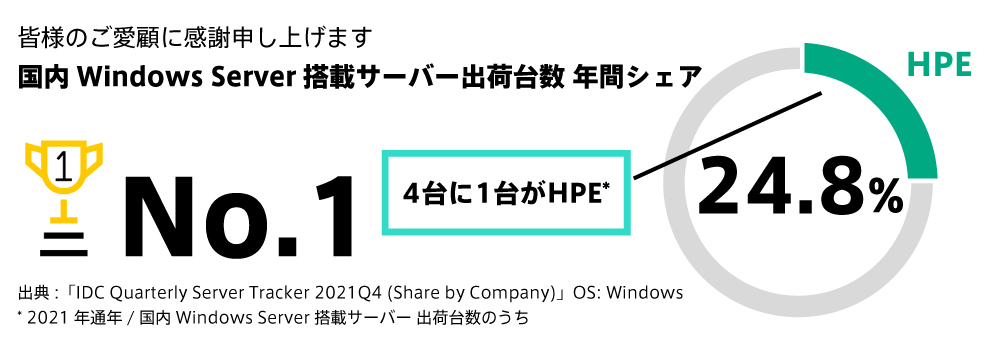 皆様のご愛顧に感謝申し上げます
国内 Windows Server 搭載サーバー出荷台数 年間シェア
HPE
1
No.1
4台に1台がHPE*
24.8%
出典 :「IDC Quarterly Server Tracker 2021Q4 (Share by Company)」OS: Windows
* 2021 年通年 / 国内 Windows Server 搭載サーバー 出荷台数のうち